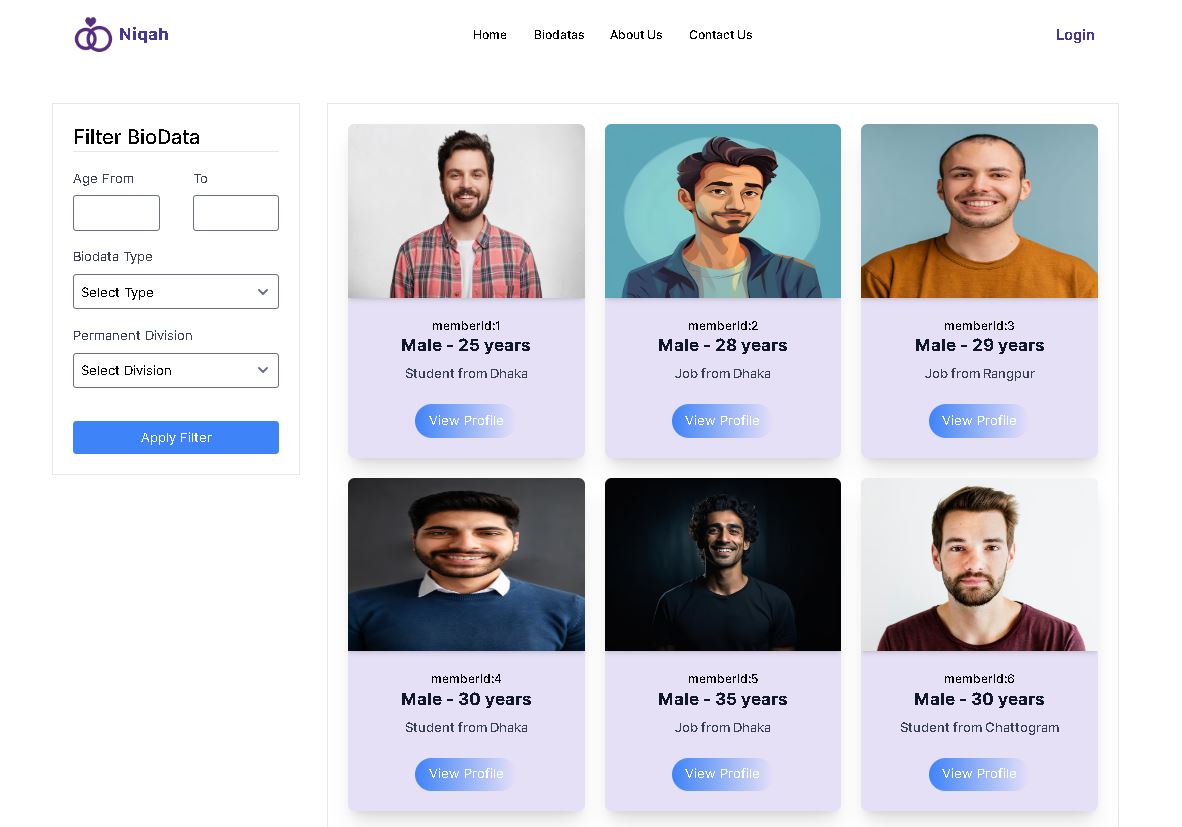 Niqah
Home Biodatas About Us Contact Us
Login
Filter BioData
Age From To
Biodata Type
Select Type
Permanent Division
Select Division
Apply Filter
memberId:1
Male - 25 years
Student from Dhaka
View Profile
memberId:2
Male - 28 years
Job from Dhaka
View Profile
memberId:3
Male - 29 years
Job from Rangpur
View Profile
memberId:4
Male - 30 years
Student from Dhaka
View Profile
memberId:5
Male - 35 years
Job from Dhaka
View Profile
memberId:6
Male - 30 years
Student from Chattogram
View Profile